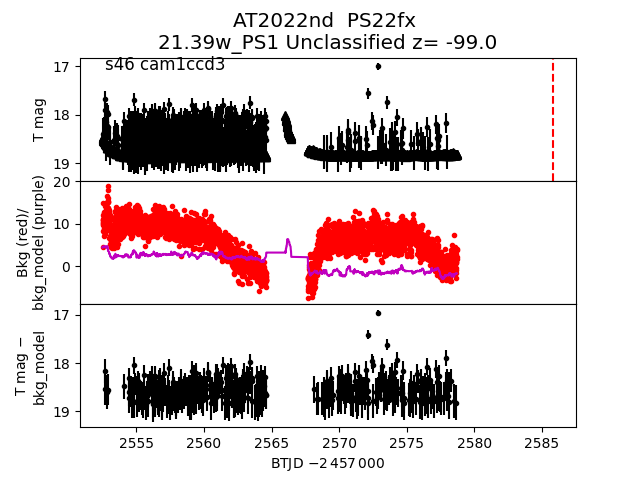 AT2022nd  PS22fx
21.39w_PS1 Unclassified z= -99.0
s46 cam1ccd3
17
18
19
T mag
20
10
0
Bkg (red)/
bkg_model (purple)
17
18
19
T mag −
bkg_model
2555 2560 2565 2570 2575 2580 2585
BTJD −2 457 000